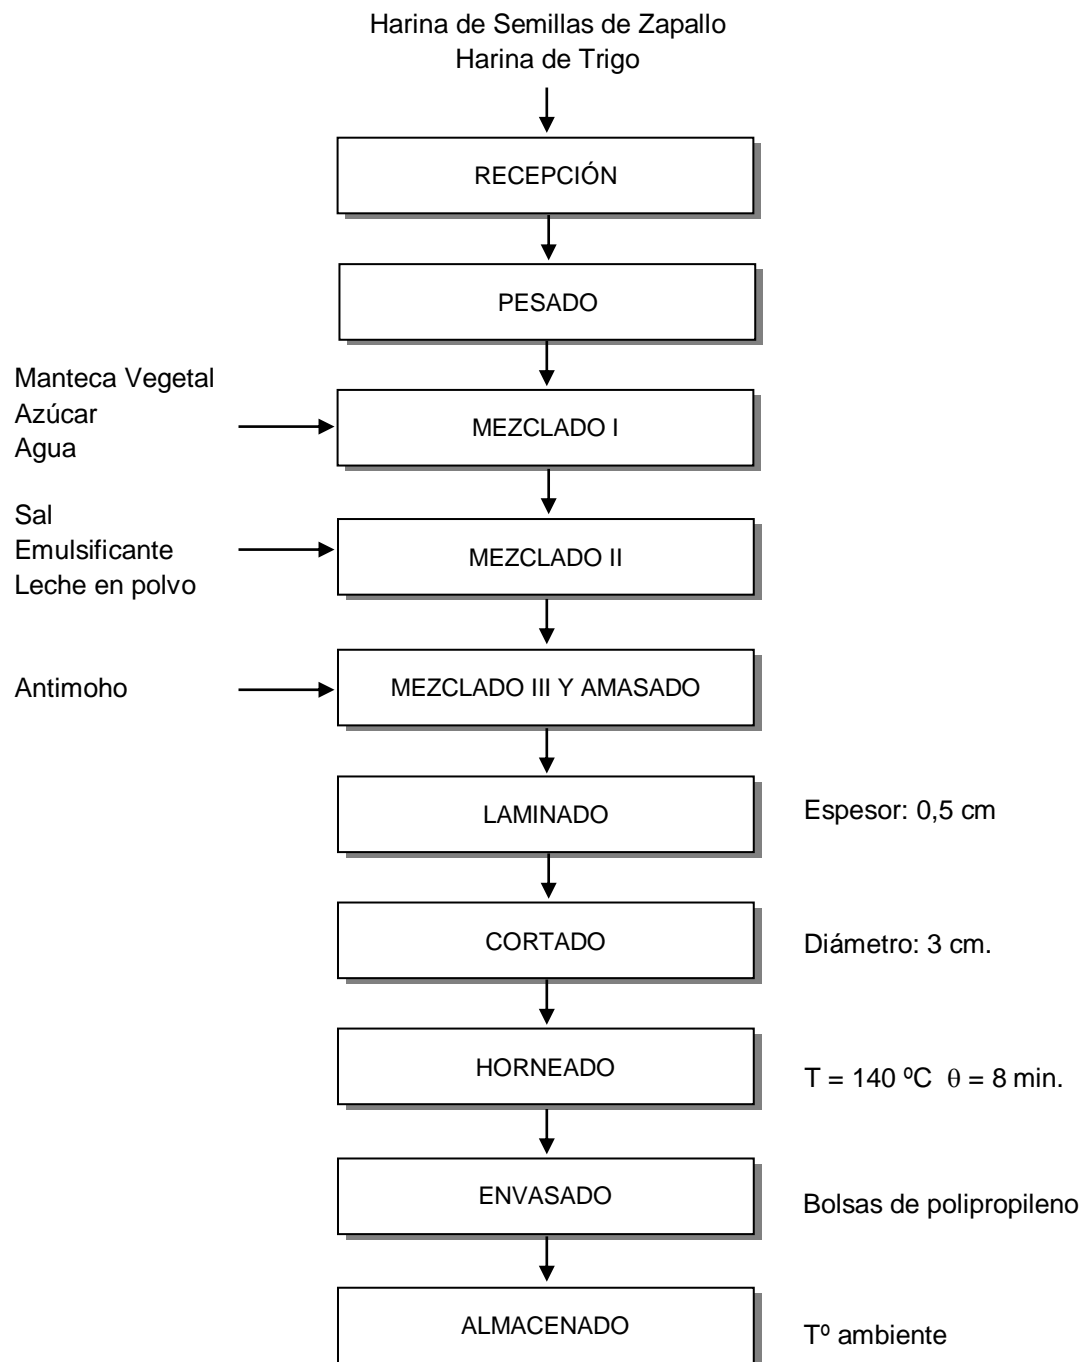 Harina de Semillas de Zapallo
Harina de Trigo
RECEPCIÓN
PESADO
Manteca Vegetal
Azúcar
Agua
MEZCLADO I
Sal
Emulsificante
Leche en polvo
MEZCLADO II
Antimoho
MEZCLADO III Y AMASADO
LAMINADO
Espesor: 0,5 cm
CORTADO
Diámetro: 3 cm.
HORNEADO
T = 140 ºC θ = 8 min.
ENVASADO
Bolsas de polipropileno
ALMACENADO
Tº ambiente